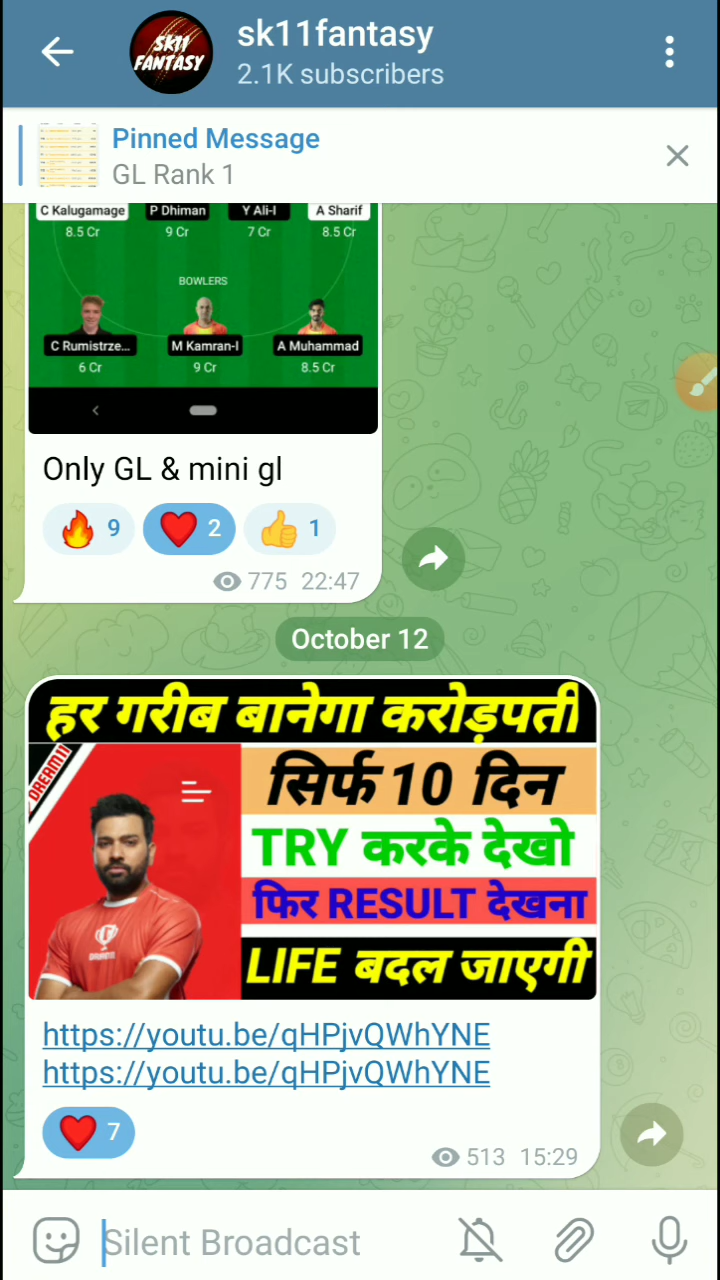 sk11fantasy
2.1K subscribers
SK11
FANTASY
Pinned Message
GL Rank 1
C Kalugamage
P Dhiman
Y Ali-I
A Sharif
8.5 Cr
9 Cr
7 Cr
8.5 Cr
BOWLERS
C Rumistrze...
M Kamran-I
A Muhammad
6 Cr
9 Cr
8.5 Cr
Only GL & mini gl
9
2
1
775 22:47
October 12
हर गरीब बानेगा करोड़पती
DREAM11
सिर्फ 10 दिन
TRY करके देखो
फिर RESULT देखना
LIFE बदल जाएगी
DREAM11
https://youtu.be/qHPjvQWhYNE
https://youtu.be/qHPjvQWhYNE
7
513 15:29
Silent Broadcast